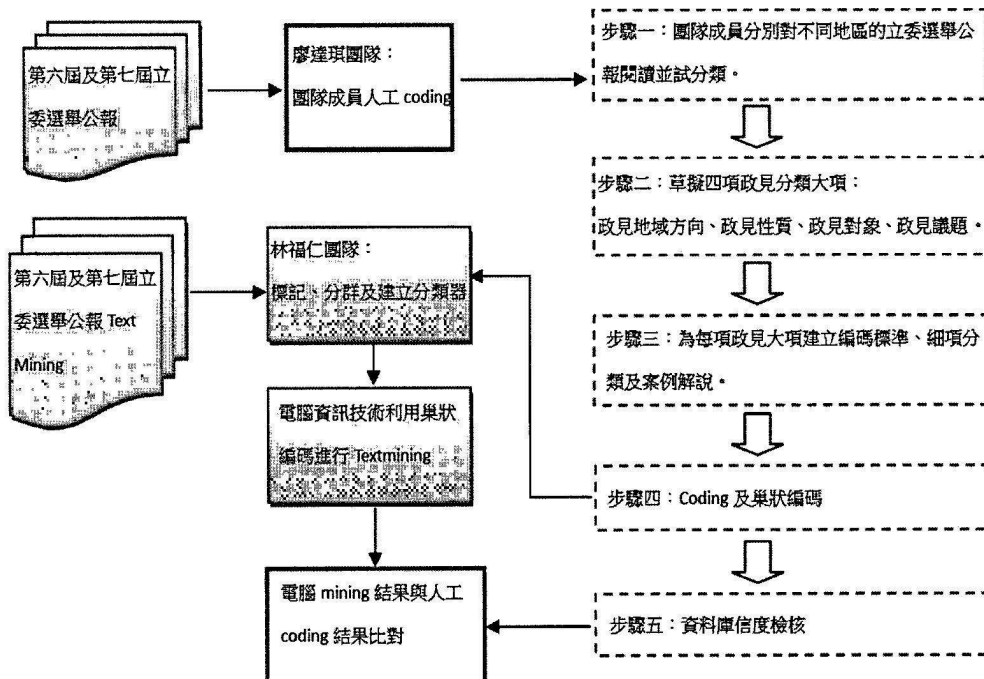 第六屆及第七屆立
委選舉公報
廖達琪團隊：
團隊成員人工 coding
步驟一：團隊成員分別對不同地區的立委選舉公
報閱讀並試分類。
步驟二：草擬四項政見分類大項：
政見地域方向、政見性質、政見對象、政見議題。
第六屆及第七屆立
委選舉公報 Text
Mining
林福仁團隊：
標記、分群及建立分類器
步驟三：為每項政見大項建立編碼標準、細項分
類及案例解說。
電腦資訊技術利用巢狀
編碼進行 Textmining
步驟四：Coding 及巢狀編碼
電腦 mining 結果與人工
coding 結果比對
步驟五：資料庫信度檢核